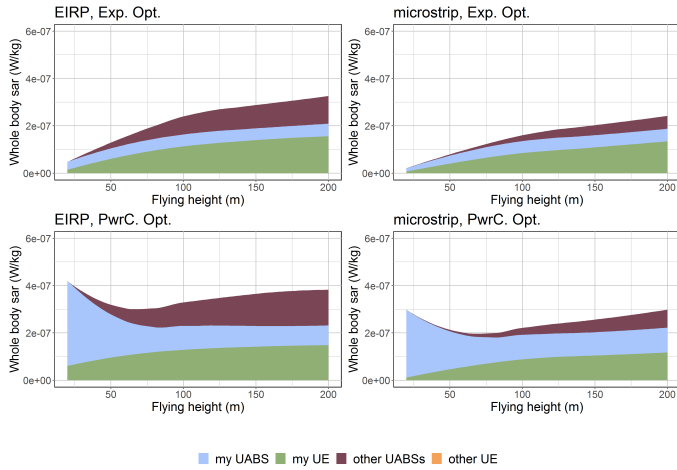 EIRP, Exp. Opt.
microstrip, Exp. Opt.
Whole body sar (W/kg)
6e-07
4e-07
2e-07
0e+00
50
100
150
200
Flying height (m)
Whole body sar (W/kg)
6e-07
4e-07
2e-07
0e+00
50
100
150
200
Flying height (m)
EIRP, PwrC. Opt.
microstrip, PwrC. Opt.
Whole body sar (W/kg)
6e-07
4e-07
2e-07
0e+00
50
100
150
200
Flying height (m)
Whole body sar (W/kg)
6e-07
4e-07
2e-07
0e+00
50
100
150
200
Flying height (m)
my UABS my UE other UABSs other UE